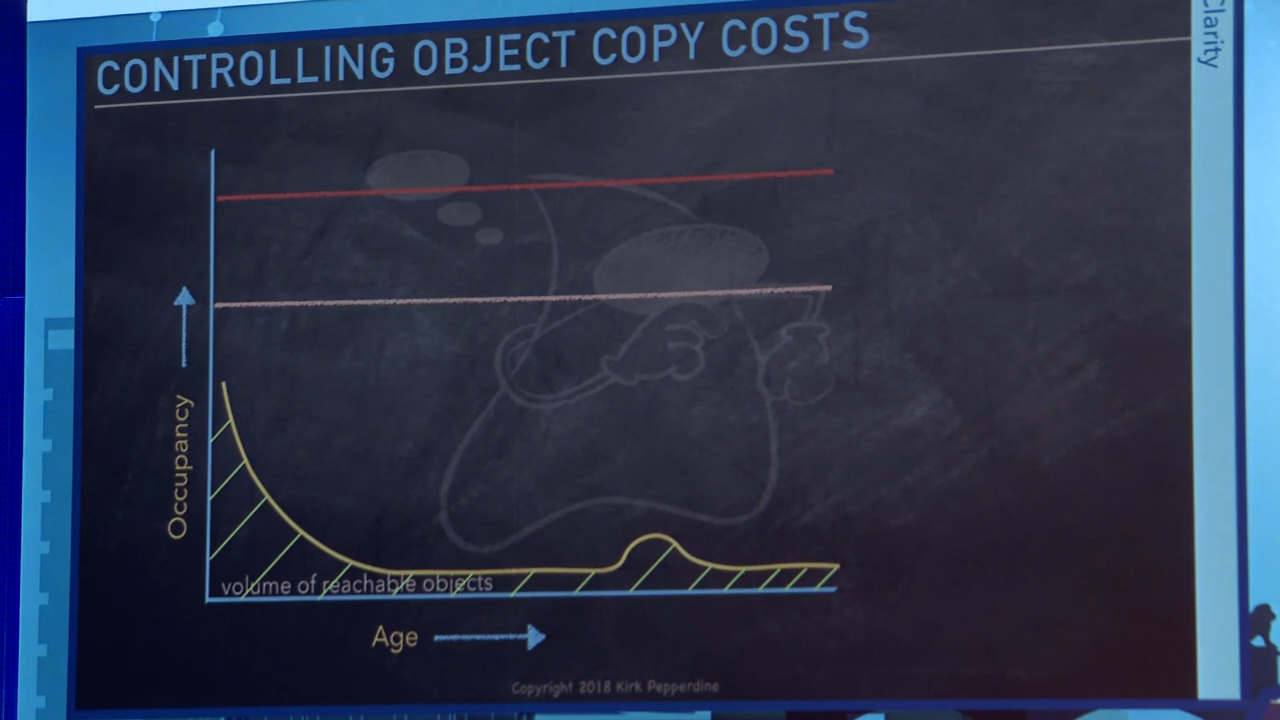 CONTROLLING OBJECT COPY COSTS
Clarity
Occupancy
volume of reachable objects
Age
Copyright 2018 Kirk Pepperdine